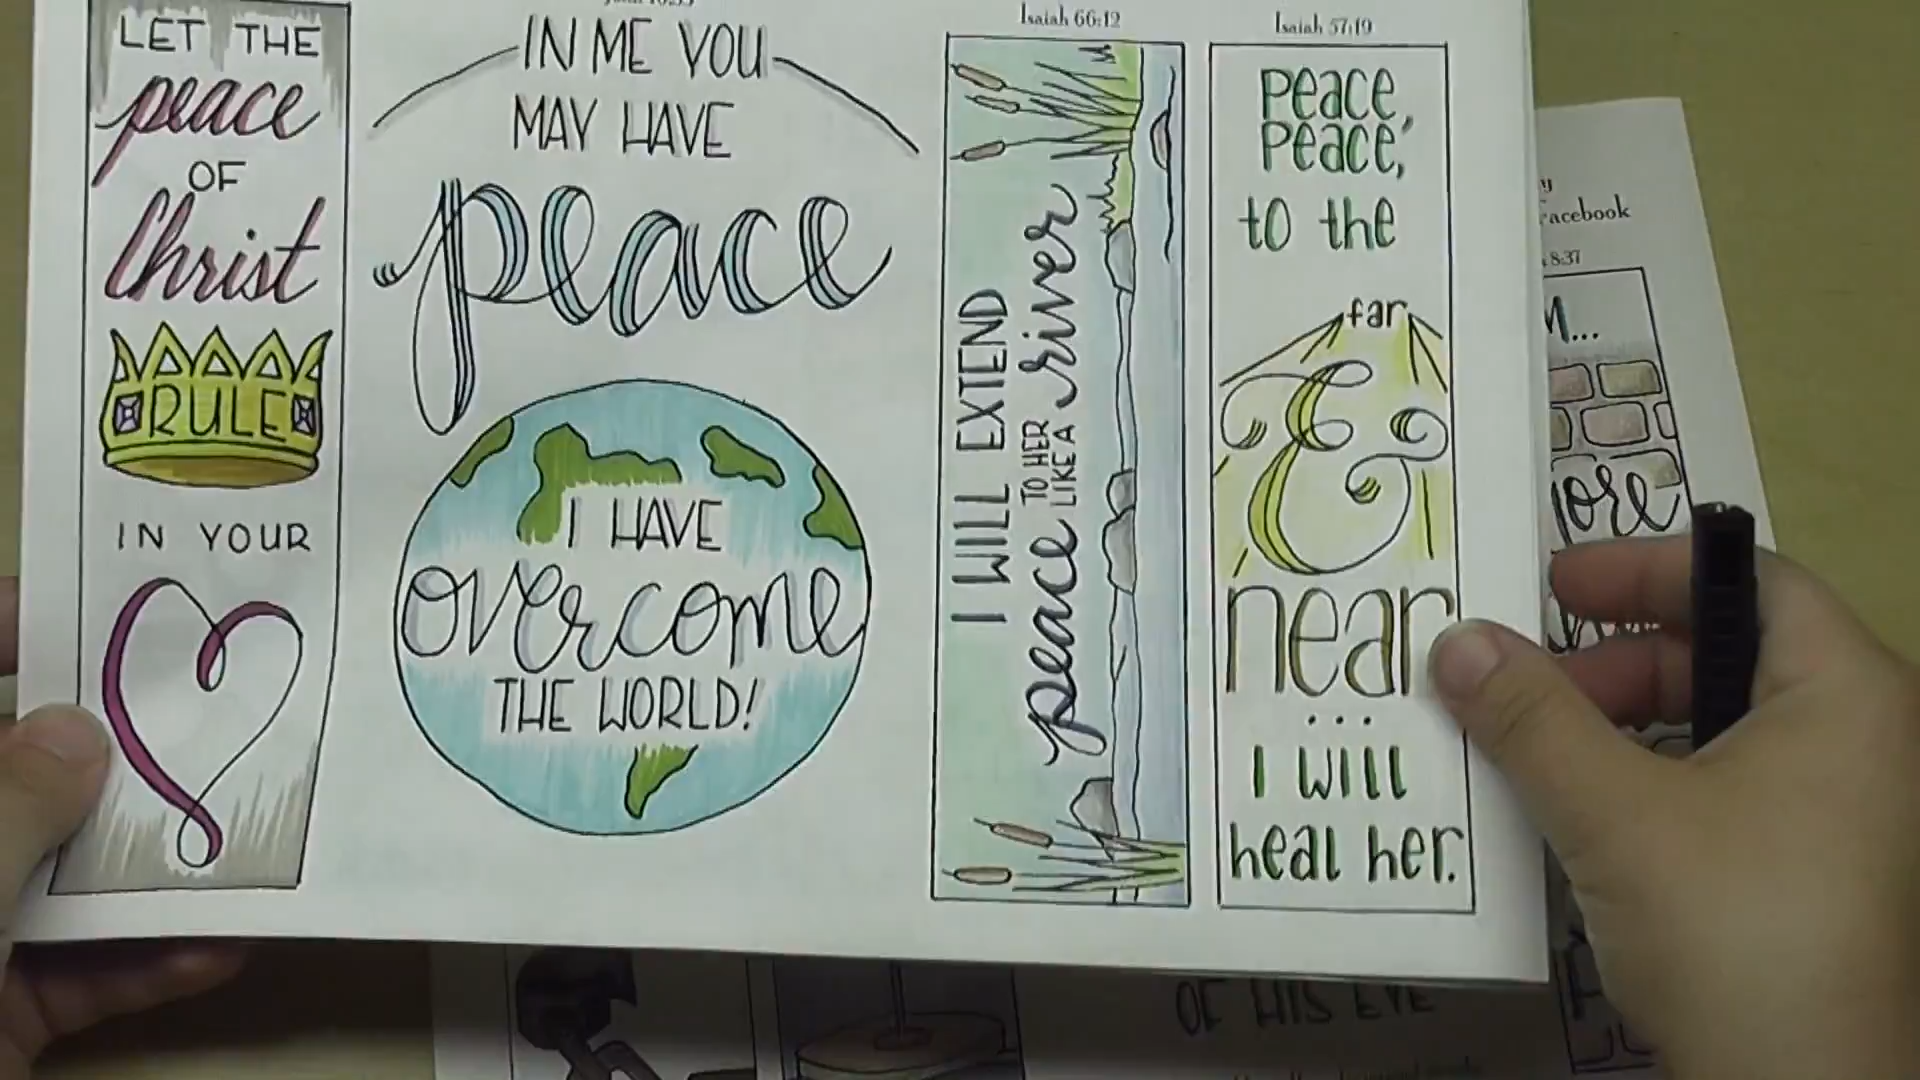 LET THE
peace
OF
Christ
RULE
IN YOUR
IN ME YOU
MAY HAVE
peace
I HAVE
overcome
THE WORLD!
Isaiah 66:12
I WILL EXTEND
peace TO HER
LIKE A river
Isaiah 57:19
peace,
peace,
to the
far
&
near
...
I will
heal her.
Facebook
8:37
OF HIS EYE